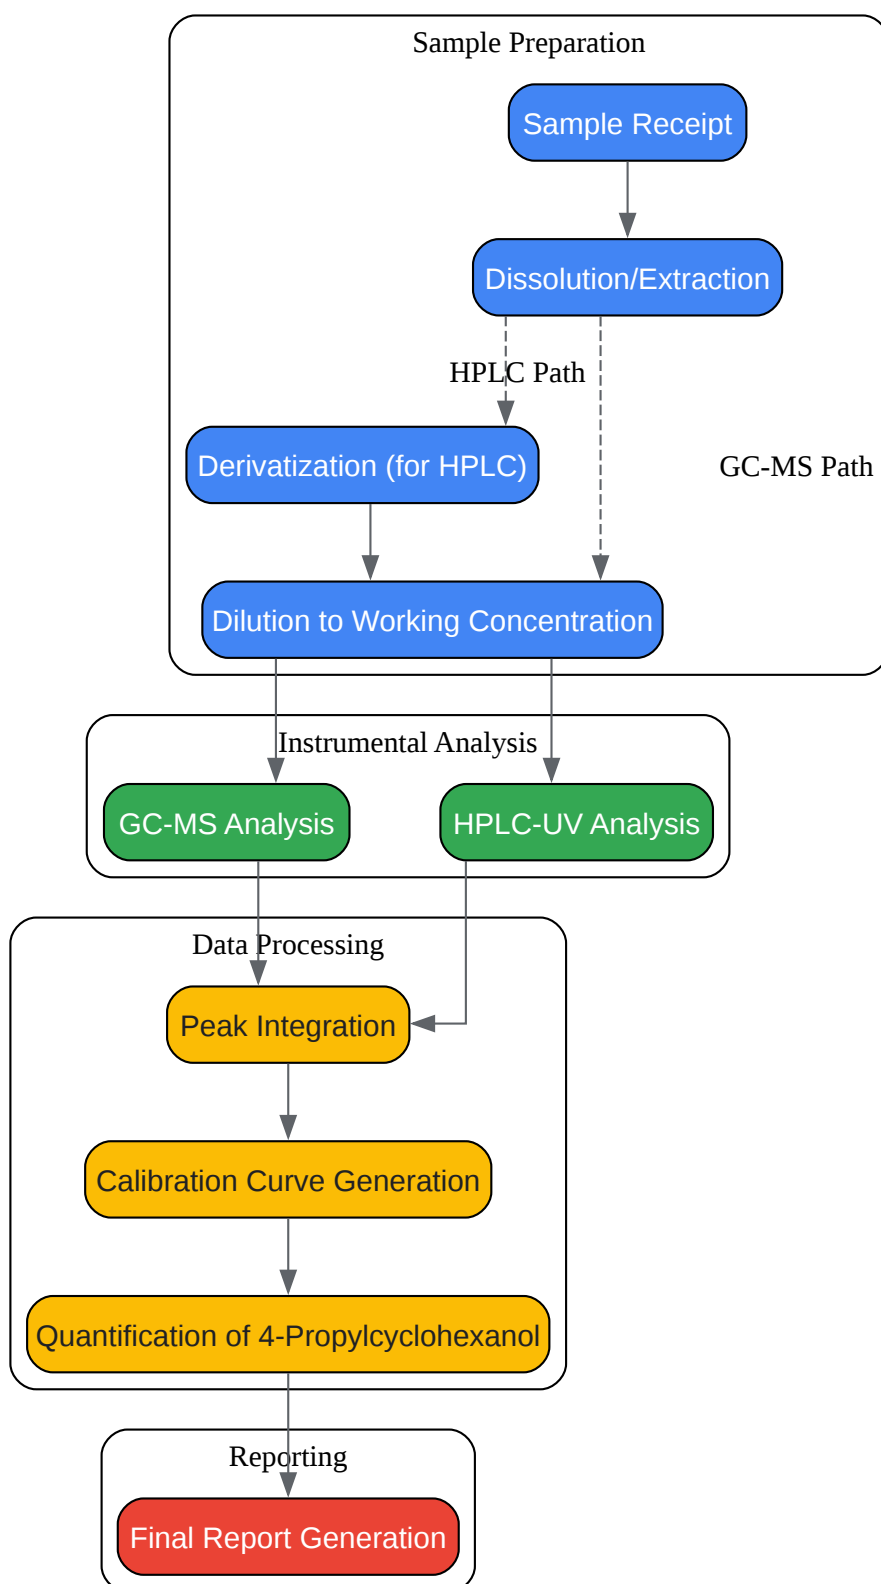 Sample Preparation
Sample Receipt
Dissolution/Extraction
HPLC Path
Derivatization (for HPLC)
GC-MS Path
Dilution to Working Concentration
Instrumental Analysis
GC-MS Analysis
HPLC-UV Analysis
Data Processing
Peak Integration
Calibration Curve Generation
Quantification of 4-Propylcyclohexanol
Reporting
Final Report Generation